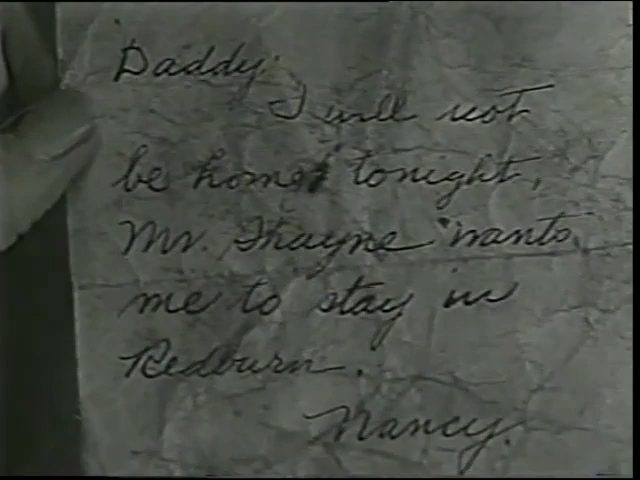 Daddy:
I will not
be home tonight,
Mr. Thayne wants
me to stay in
Redburn.
Nancy.